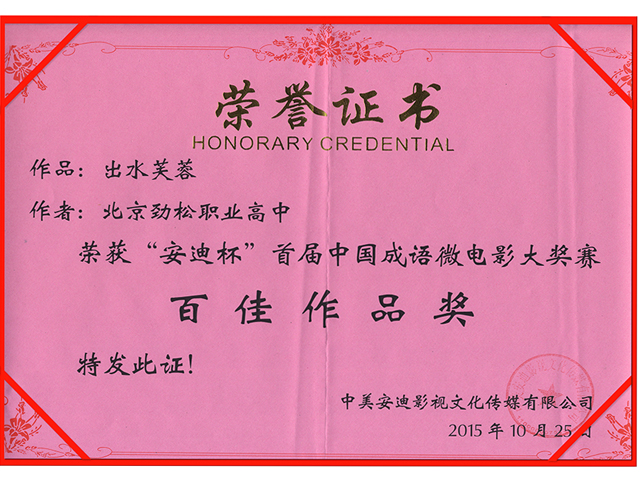 荣誉证书
HONORARY CREDENTIAL
作品：出水芙蓉
作者：北京劲松职业高中
荣获“安迪杯”首届中国成语微电影大奖赛
百佳作品奖
特发此证！
中美安迪影视文化传媒有限公司
2015年10月25日